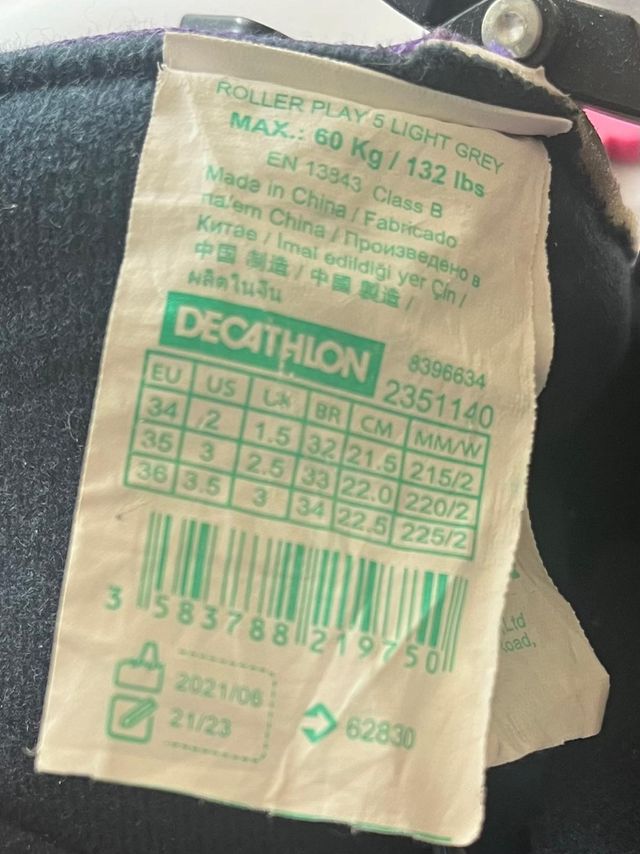 ROLLER PLAY 5 LIGHT GREY
MAX.: 60 Kg / 132 lbs
EN 13843 Class B
Made in China / Fabricado
na/em China / Произведено в
Китае / İmal edildiği yer Çin /
中国 制造 / 中國 製造 /
ผลิตในจีน
DECATHLON
8396634
2351140
EU US UK BR CM MM/W
34 2 1.5 32 21.5 215/2
35 3 2.5 33 22.0 220/2
36 3.5 3 34 22.5 225/2
3 583788 219750
2021/06
21/23
62830
Ltd